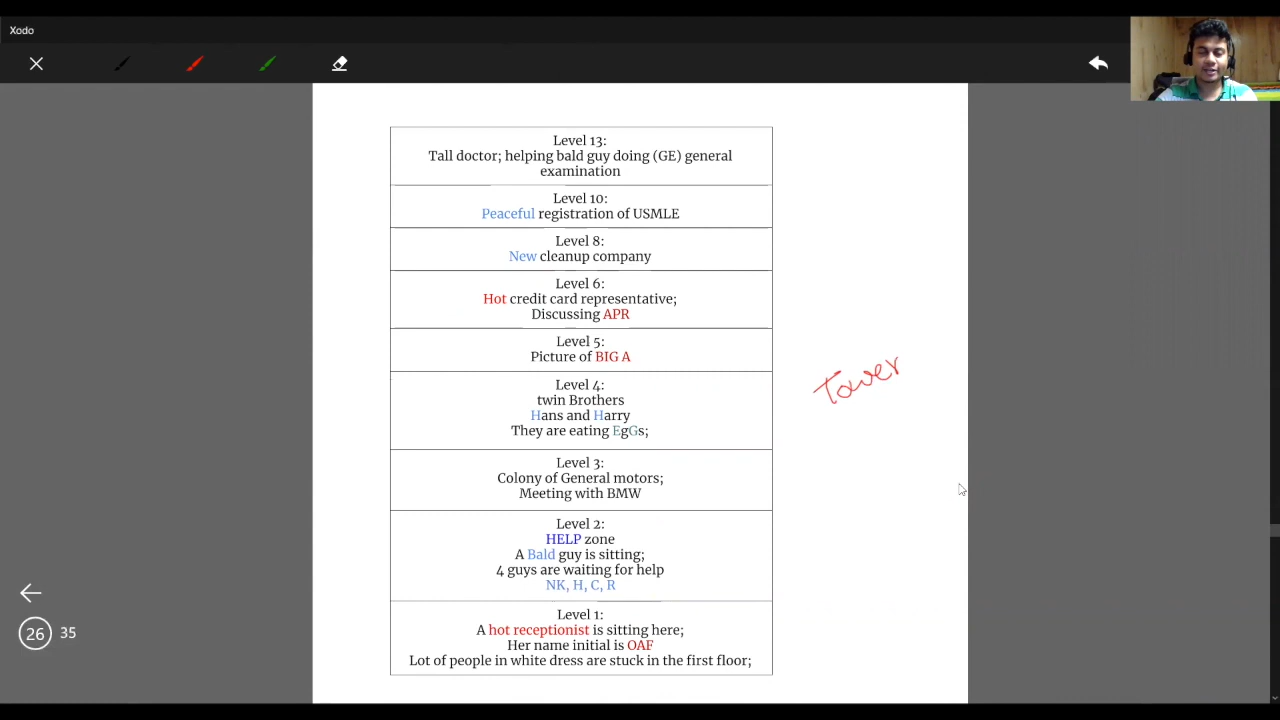 Xodo
Level 13:
Tall doctor; helping bald guy doing (GE) general
examination
Level 10:
Peaceful registration of USMLE
Level 8:
New cleanup company
Level 6:
Hot credit card representative;
Discussing APR
Level 5:
Picture of BIG A
Level 4:
twin Brothers
Hans and Harry
They are eating EgGs;
Tower
Level 3:
Colony of General motors;
Meeting with BMW
Level 2:
HELP zone
A Bald guy is sitting;
4 guys are waiting for help
NK, H, C, R
Level 1:
A hot receptionist is sitting here;
Her name initial is OAF
Lot of people in white dress are stuck in the first floor;
26 35